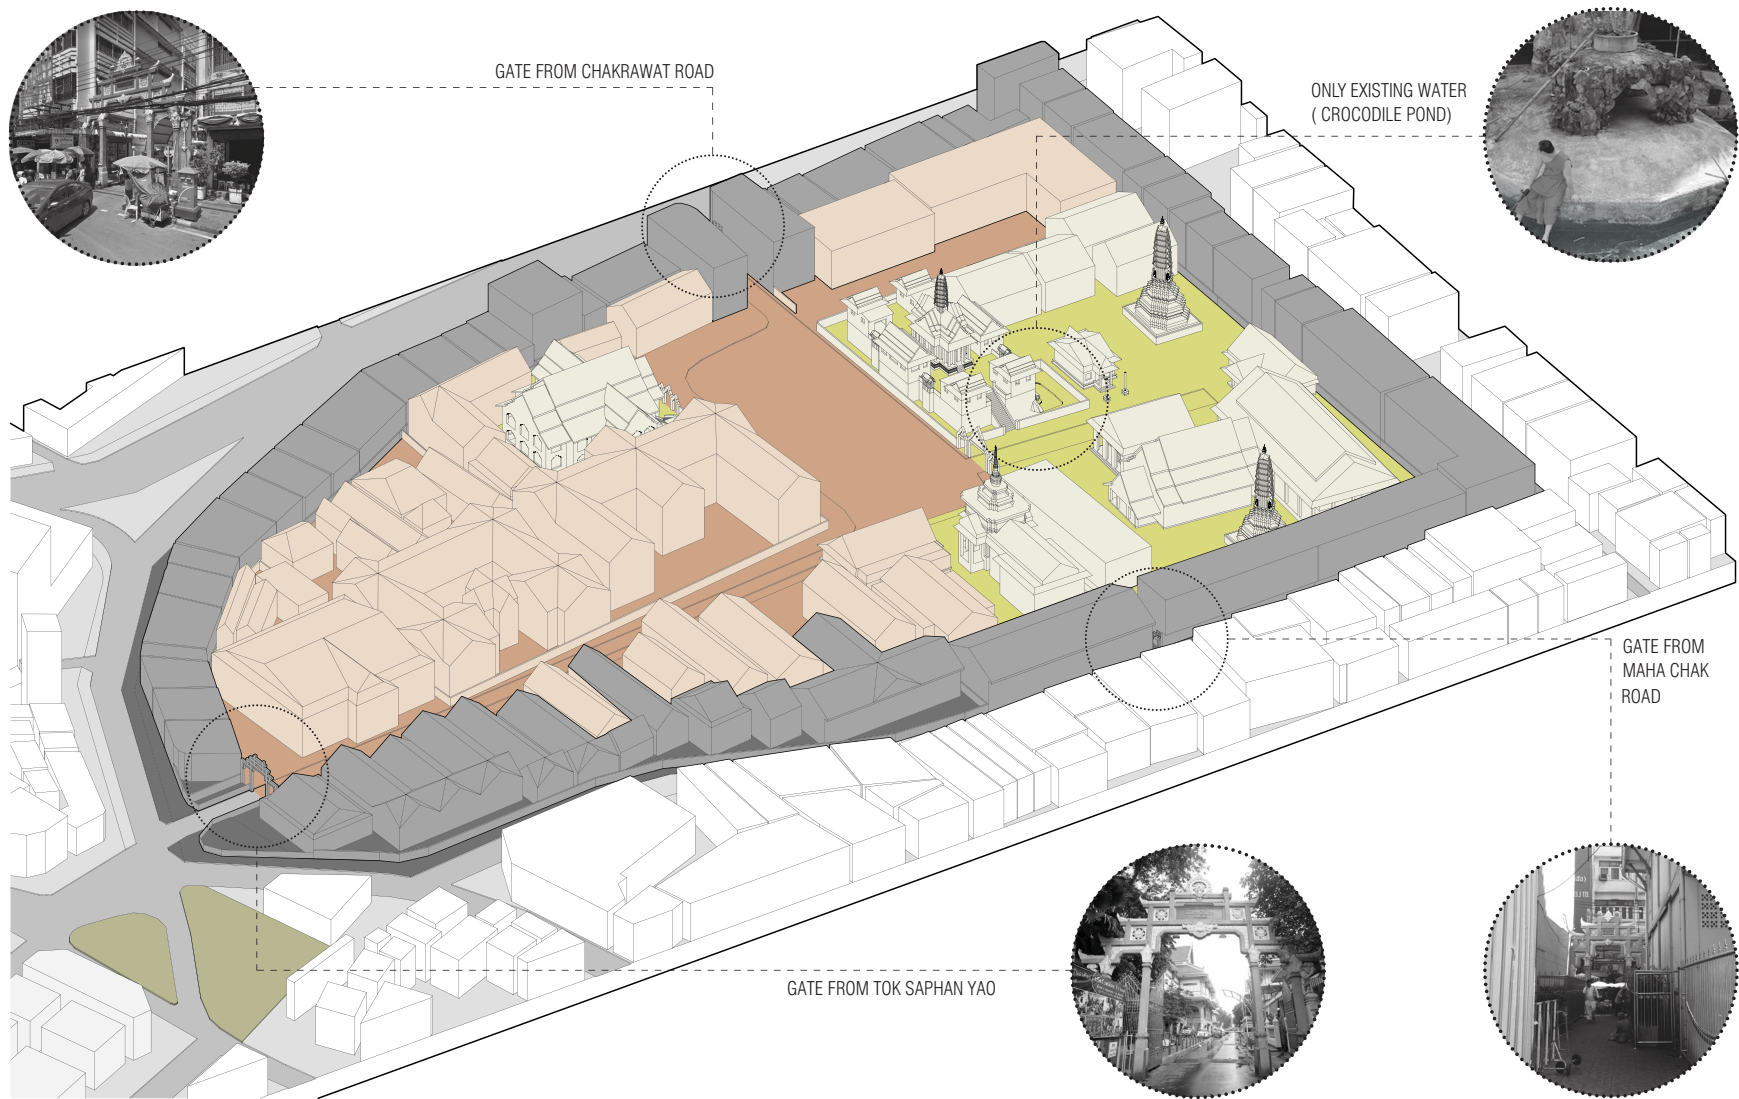 GATE FROM CHAKRAWAT ROAD
ONLY EXISTING WATER
( CROCODILE POND)
GATE FROM
MAHA CHAK
ROAD
GATE FROM TOK SAPHAN YAO